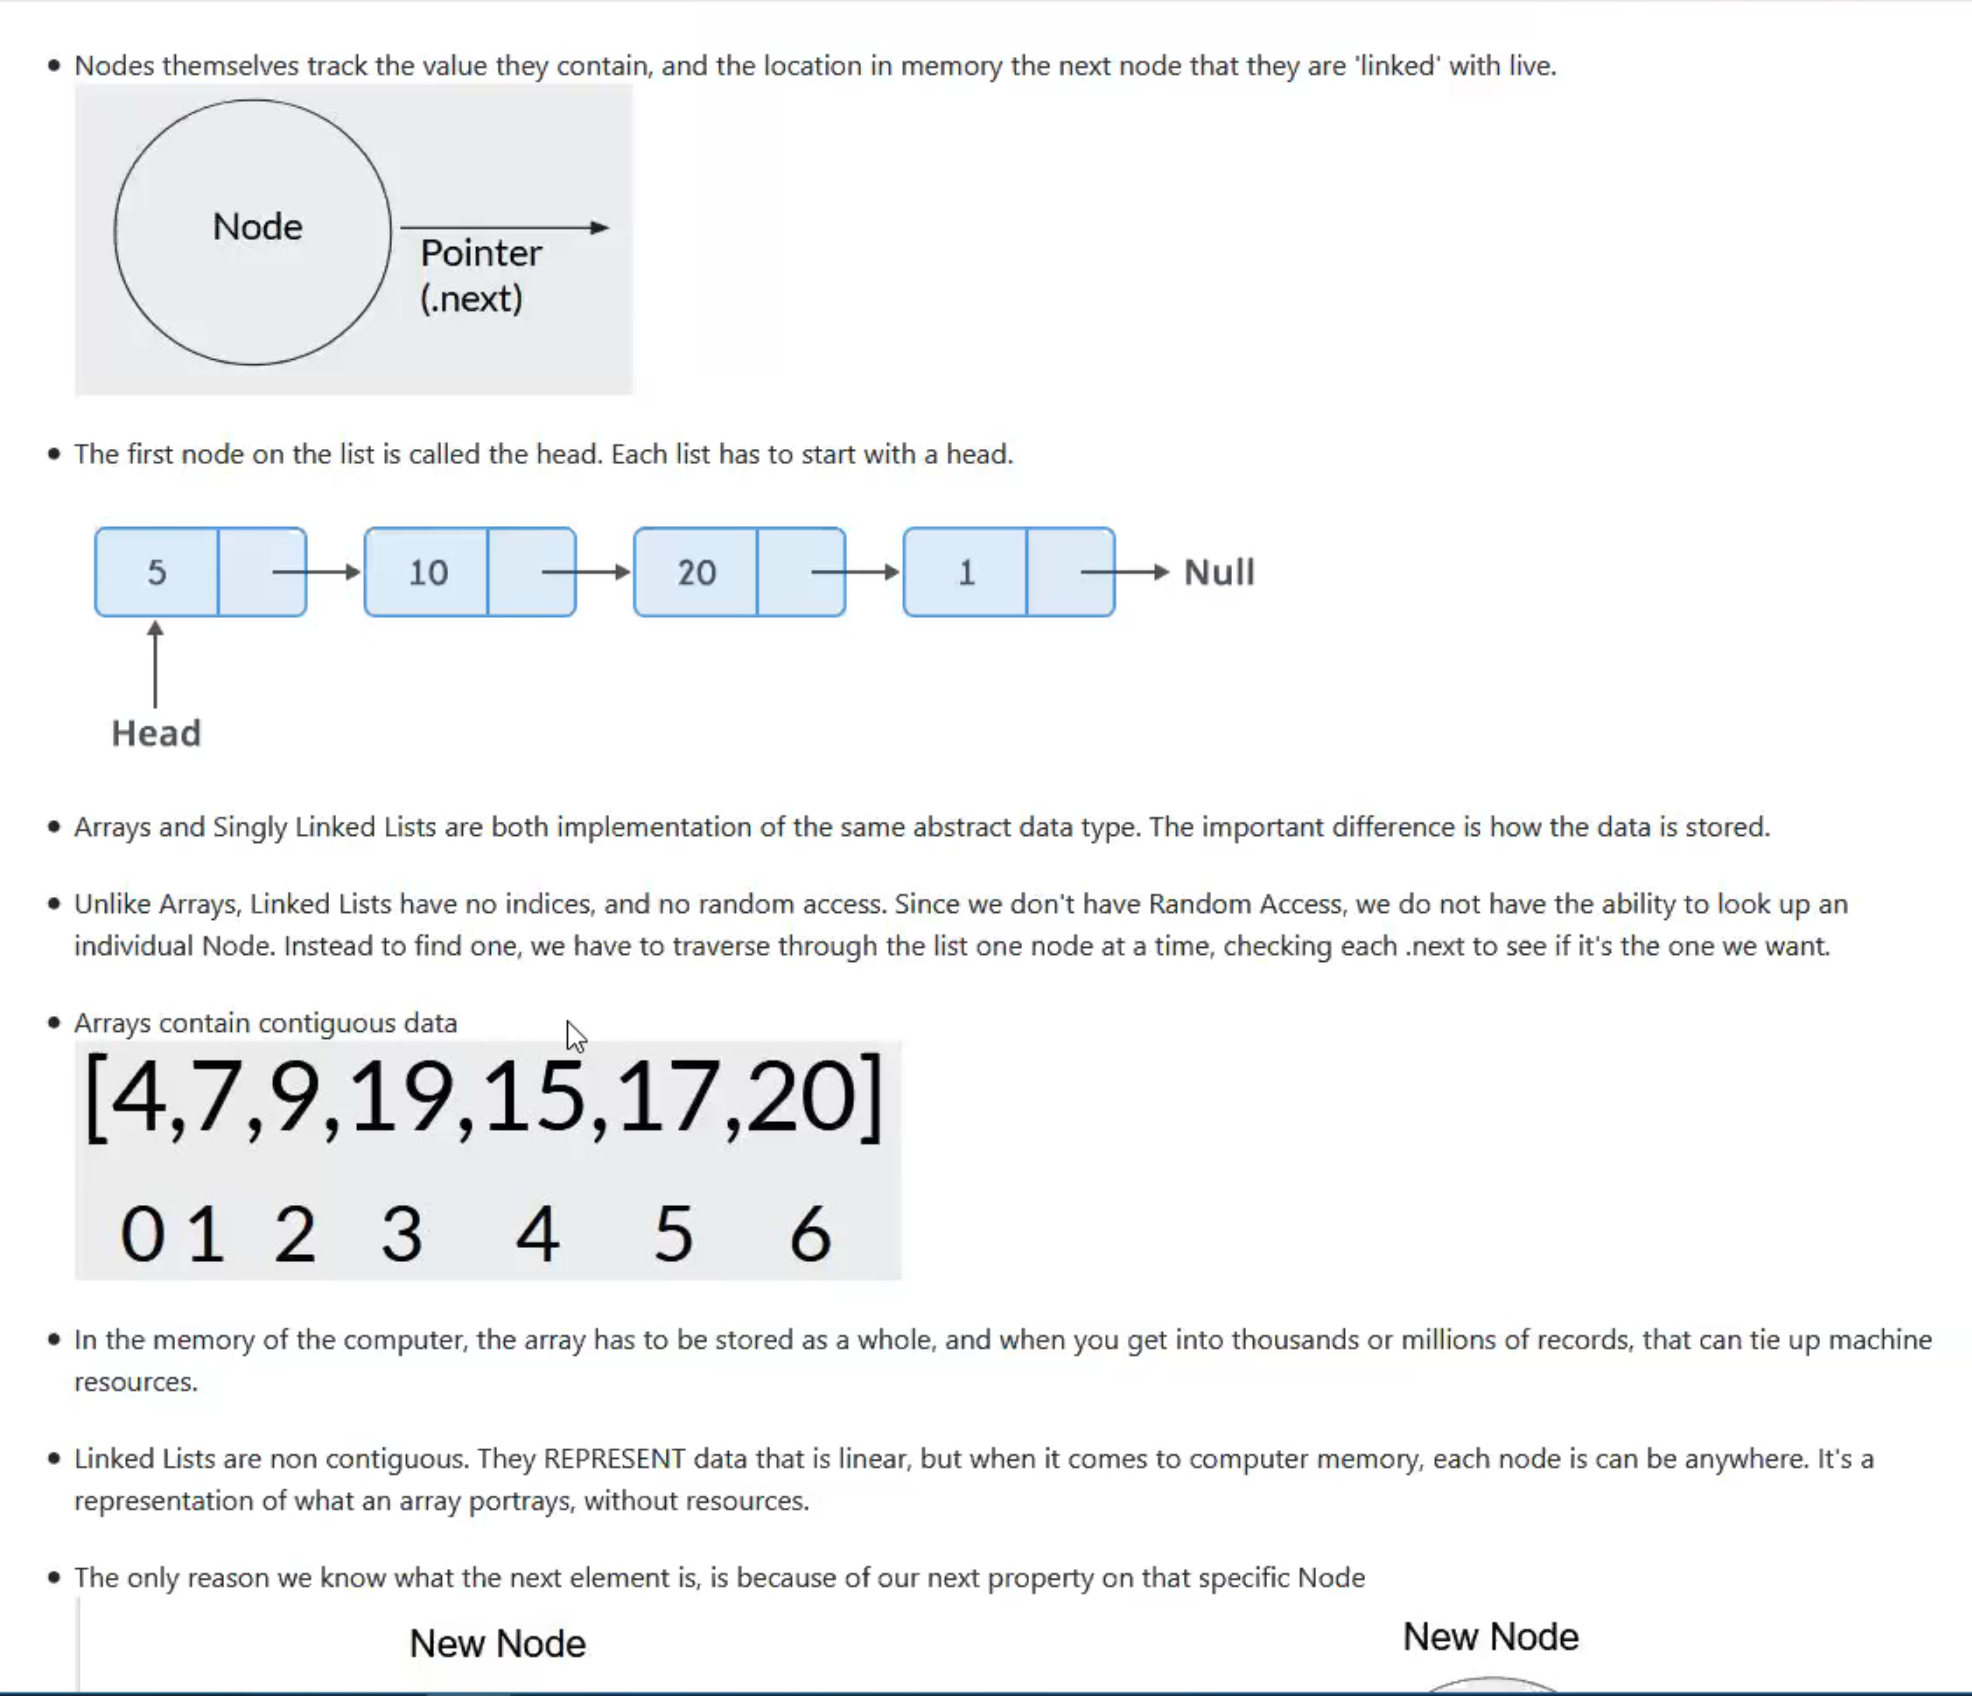 • Nodes themselves track the value they contain, and the location in memory the next node that they are 'linked' with live.
Node
Pointer
(.next)
• The first node on the list is called the head. Each list has to start with a head.
5 10 20 1 Null
Head
• Arrays and Singly Linked Lists are both implementation of the same abstract data type. The important difference is how the data is stored.
• Unlike Arrays, Linked Lists have no indices, and no random access. Since we don't have Random Access, we do not have the ability to look up an
individual Node. Instead to find one, we have to traverse through the list one node at a time, checking each .next to see if it's the one we want.
• Arrays contain contiguous data
[4,7,9,19,15,17,20]
0 1 2 3 4 5 6
• In the memory of the computer, the array has to be stored as a whole, and when you get into thousands or millions of records, that can tie up machine
resources.
• Linked Lists are non contiguous. They REPRESENT data that is linear, but when it comes to computer memory, each node is can be anywhere. It's a
representation of what an array portrays, without resources.
• The only reason we know what the next element is, is because of our next property on that specific Node
New Node New Node